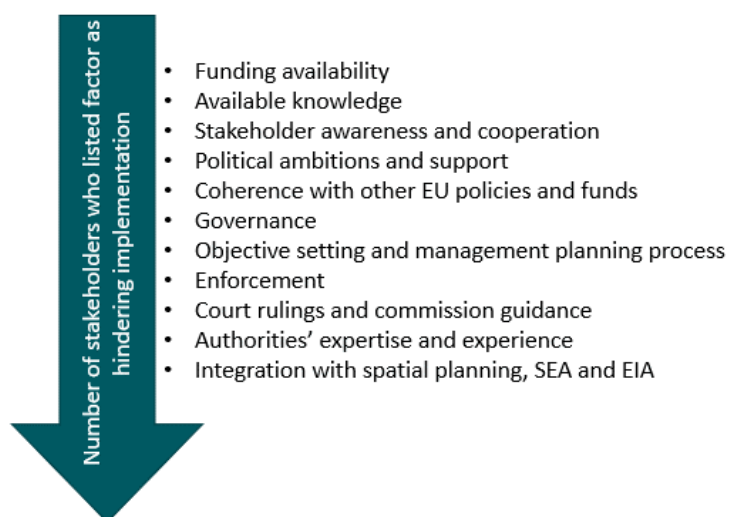 Number of stakeholders who listed factor as
hindering implementation
• Funding availability
• Available knowledge
• Stakeholder awareness and cooperation
• Political ambitions and support
• Coherence with other EU policies and funds
• Governance
• Objective setting and management planning process
• Enforcement
• Court rulings and commission guidance
• Authorities’ expertise and experience
• Integration with spatial planning, SEA and EIA